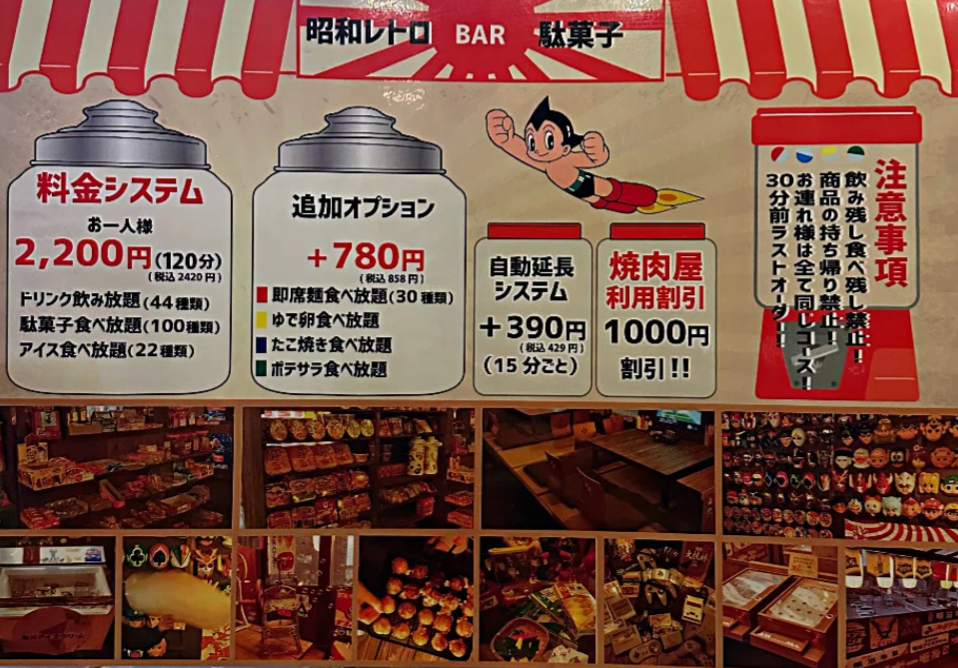 昭和レトロ BAR 駄菓子
料金システム
お一人様
2,200円(120分)
(税込 2420円)
ドリンク飲み放題(44種類)
駄菓子食べ放題(100種類)
アイス食べ放題(22種類)
追加オプション
+780円
(税込 858円)
即席麺食べ放題(30種類)
ゆで卵食べ放題
たこ焼き食べ放題
ポテサラ食べ放題
自動延長
システム
+390円
(税込 429円)
(15分ごと)
焼肉屋
利用割引
1000円
割引!!
注意事項
飲み残し食べ残し禁止!
商品の持ち帰り禁止!
お連れ様は全て同じコース!
30分前ラストオーダー!